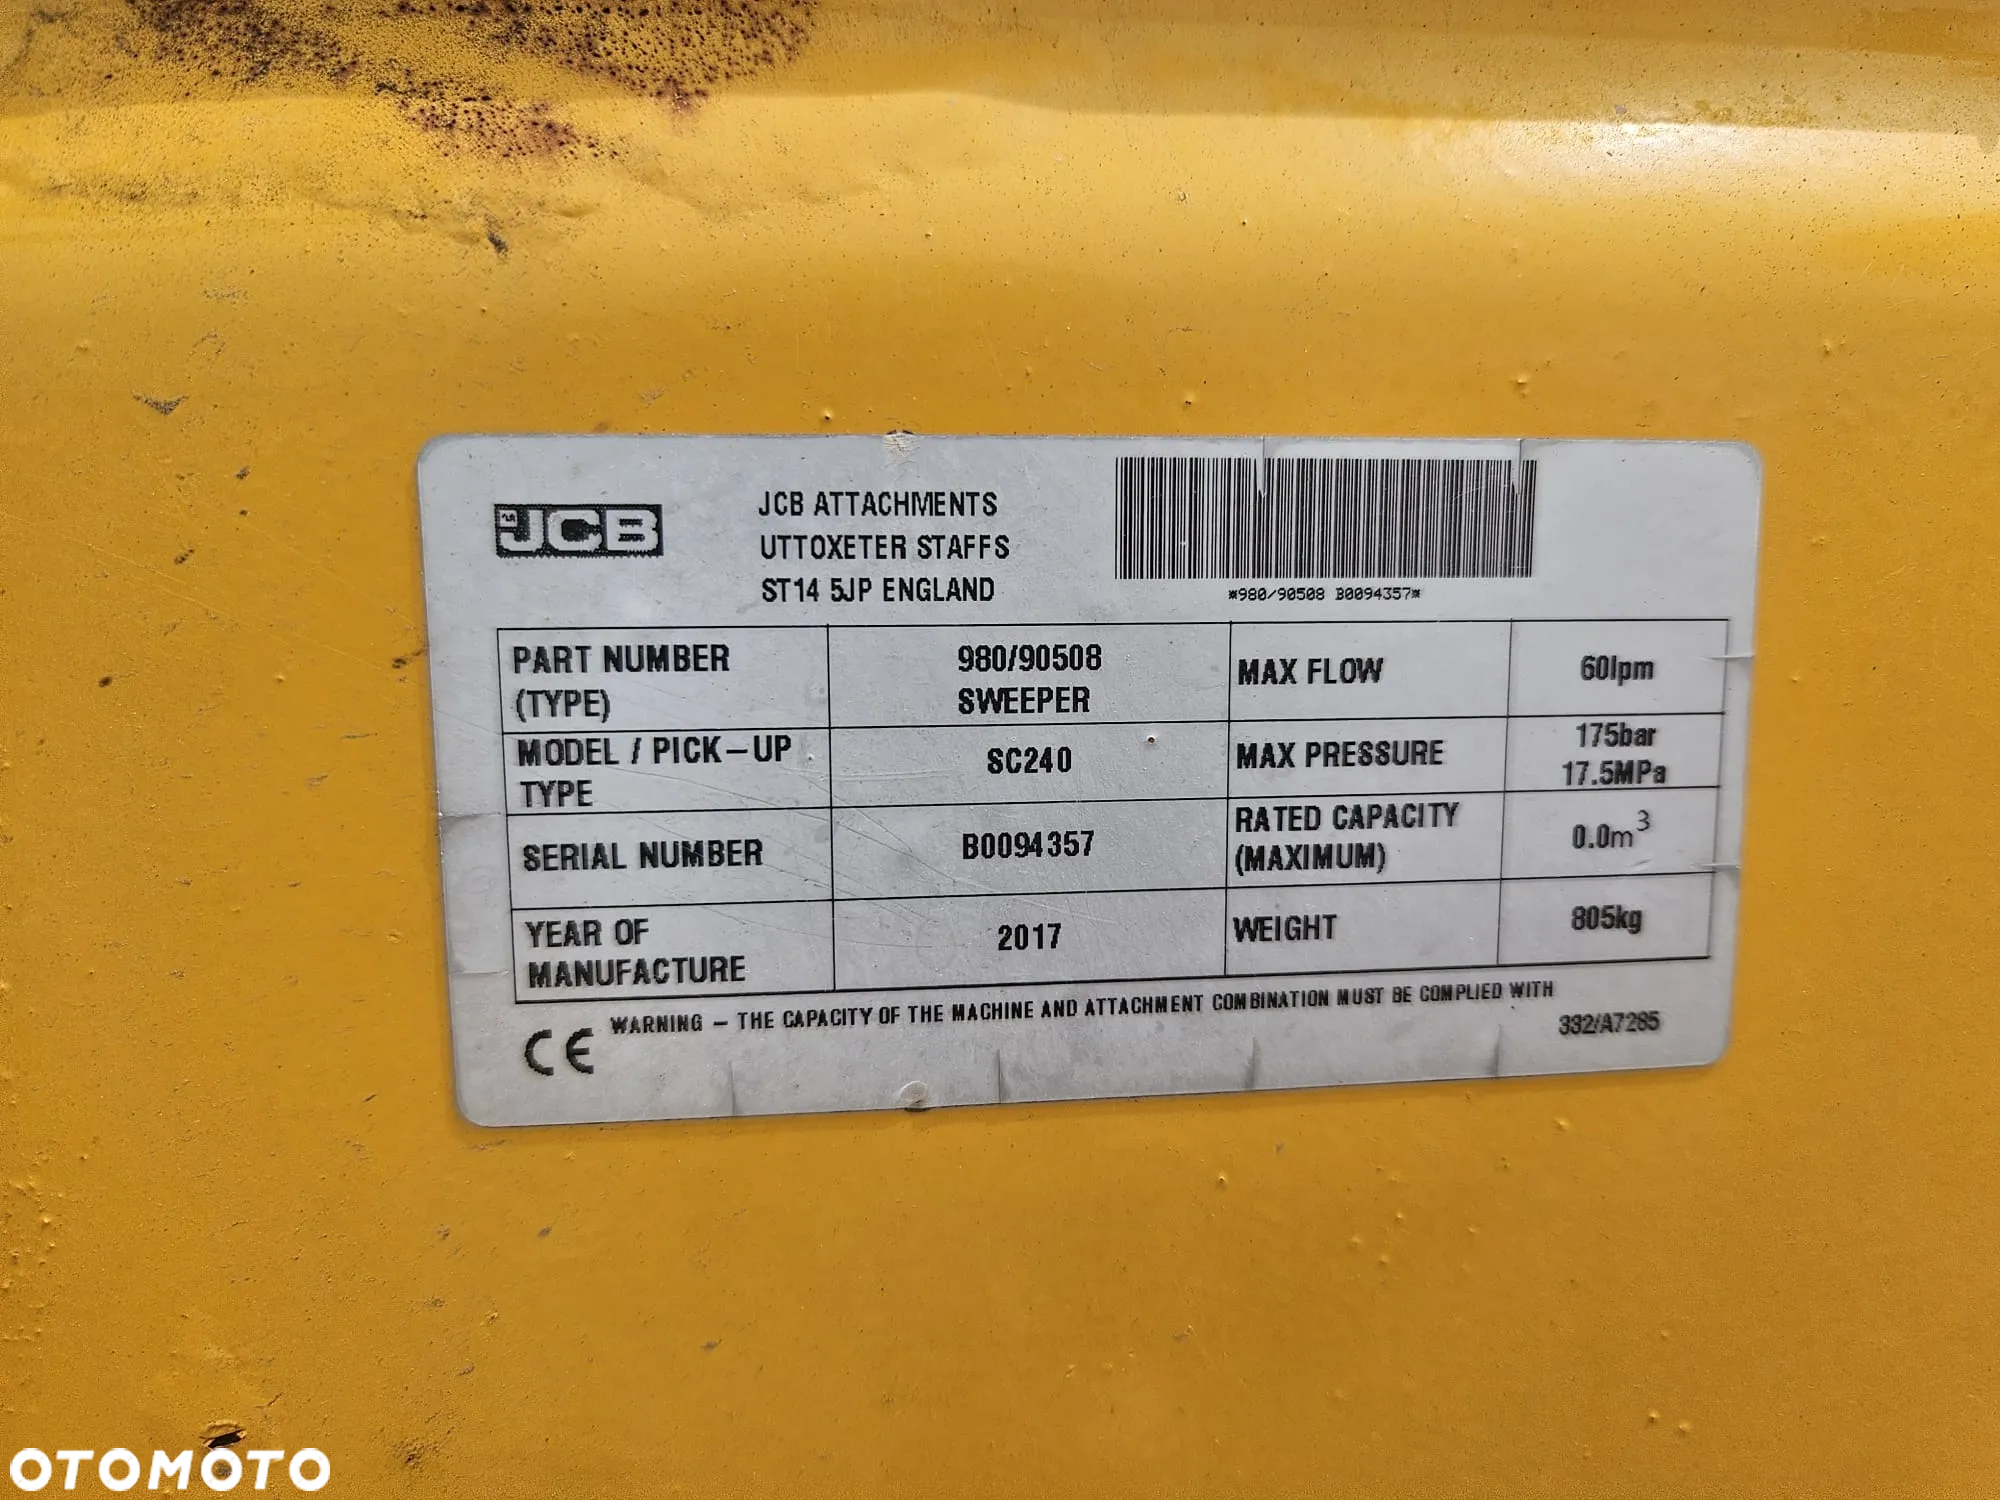 JCB
JCB ATTACHMENTS
UTTOXETER STAFFS
ST14 5JP ENGLAND
*980/90508 B0094357*
PART NUMBER
(TYPE)
980/90508
SWEEPER
MAX FLOW
60lpm
MODEL / PICK-UP
TYPE
SC240
MAX PRESSURE
175bar
17.5MPa
SERIAL NUMBER
B0094357
RATED CAPACITY
(MAXIMUM)
0.0m³
YEAR OF
MANUFACTURE
2017
WEIGHT
805kg
CE
WARNING – THE CAPACITY OF THE MACHINE AND ATTACHMENT COMBINATION MUST BE COMPLIED WITH
332/A7285
OTOMOTO